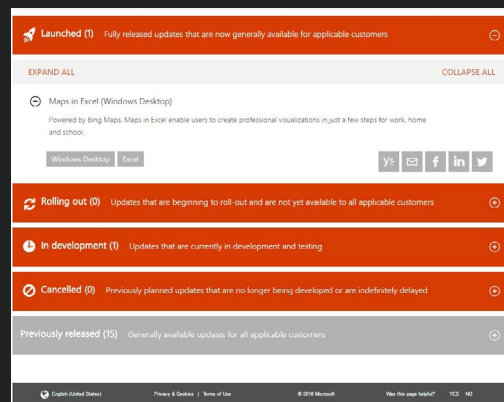 Launched (1) Fully released updates that are now generally available for applicable customers
EXPAND ALL COLLAPSE ALL
Maps in Excel (Windows Desktop)
Powered by Bing Maps, Maps in Excel enable users to create professional visualizations in just a few steps for work, home
and school.
Windows Desktop Excel
Rolling out (0) Updates that are beginning to roll-out and are not yet available to all applicable customers
In development (1) Updates that are currently in development and testing
Cancelled (0) Previously planned updates that are no longer being developed or are indefinitely delayed
Previously released (15) Generally available updates for all applicable customers
English (United States) Privacy & Cookies | Terms of Use © 2016 Microsoft Was this page helpful? YES NO